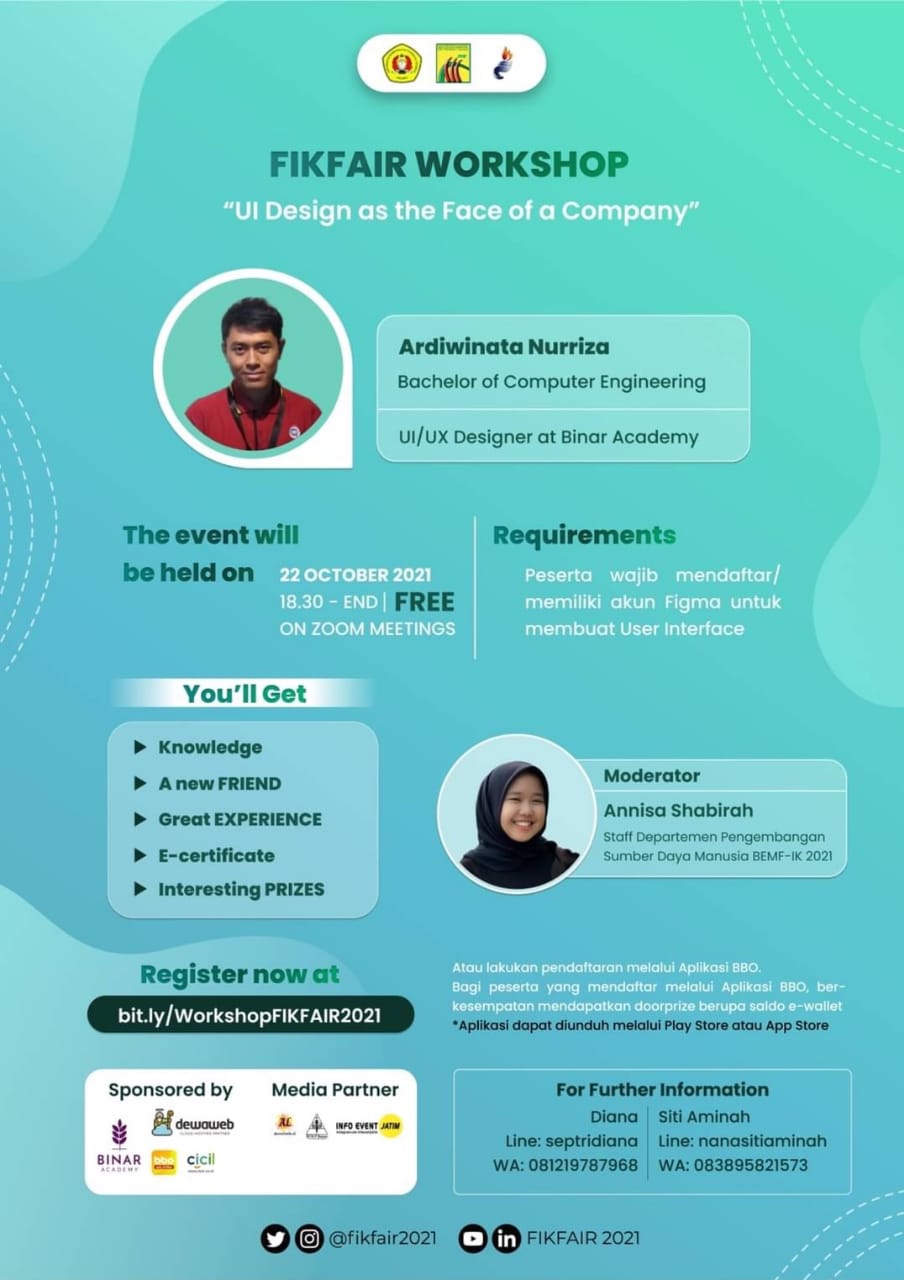 FIKFAIR WORKSHOP
“UI Design as the Face of a Company”
Ardiwinata Nurriza
Bachelor of Computer Engineering
UI/UX Designer at Binar Academy
The event will
be held on
22 OCTOBER 2021
18.30 - END | FREE
ON ZOOM MEETINGS
Requirements
Peserta wajib mendaftar/
memiliki akun Figma untuk
membuat User Interface
You’ll Get
Knowledge
A new FRIEND
Great EXPERIENCE
E-certificate
Interesting PRIZES
Moderator
Annisa Shabirah
Staff Departemen Pengembangan
Sumber Daya Manusia BEMF-IK 2021
Register now at
bit.ly/WorkshopFIKFAIR2021
Atau lakukan pendaftaran melalui Aplikasi BBO.
Bagi peserta yang mendaftar melalui Aplikasi BBO, ber-
kesempatan mendapatkan doorprize berupa saldo e-wallet
*Aplikasi dapat diunduh melalui Play Store atau App Store
Sponsored by
dewaweb
CLOUD HOSTING PARTNER
BINAR
ACADEMY
bbo
cicil
Media Partner
AL
INFO EVENT JATIM
For Further Information
Diana
Line: septridiana
WA: 081219787968
Siti Aminah
Line: nanasitiaminah
WA: 083895821573
@fikfair2021
FIKFAIR 2021